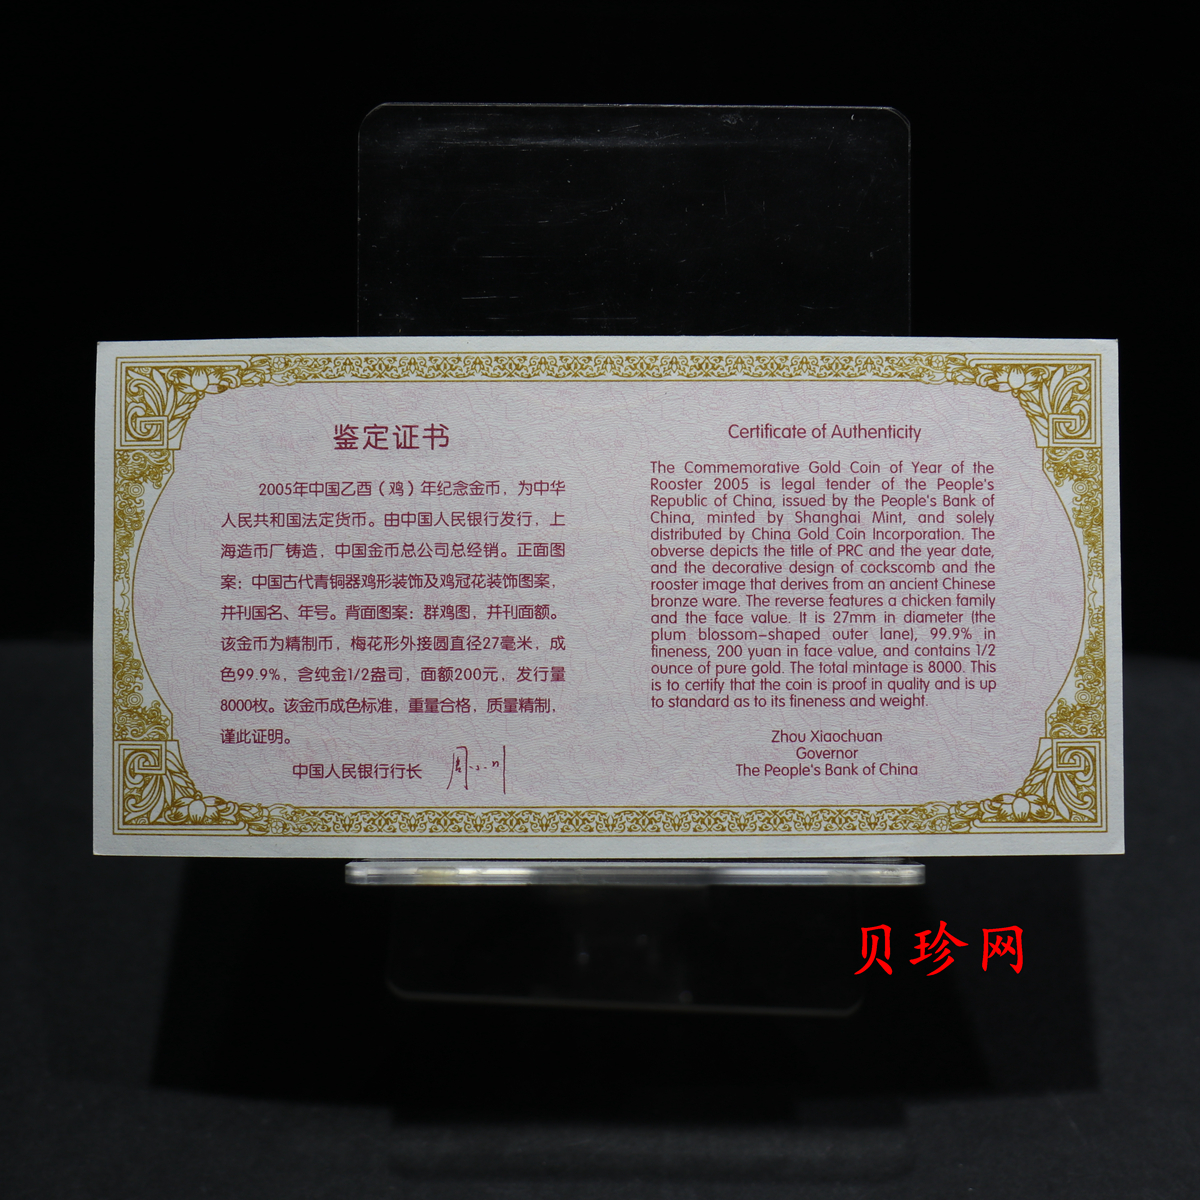 鉴定证书
2005年中国乙酉（鸡）年纪念金币，为中华
人民共和国法定货币。由中国人民银行发行，上
海造币厂铸造，中国金币总公司总经销。正面图
案：中国古代青铜器鸡形装饰及鸡冠花装饰图案，
并刊国名、年号。背面图案：群鸡图，并刊面额。
该金币为精制币，梅花形外接圆直径27毫米，成
色99.9%，含纯金1/2盎司，面额200元，发行量
8000枚。该金币成色标准，重量合格，质量精制，
谨此证明。
中国人民银行行长 周小川
Certificate of Authenticity
The Commemorative Gold Coin of Year of the
Rooster 2005 is legal tender of the People's
Republic of China, issued by the People's Bank of
China, minted by Shanghai Mint, and solely
distributed by China Gold Coin Incorporation. The
obverse depicts the title of PRC and the year date,
and the decorative design of cockscomb and the
rooster image that derives from an ancient Chinese
bronze ware. The reverse features a chicken family
and the face value. It is 27mm in diameter (the
plum blossom-shaped outer lane), 99.9% in
fineness, 200 yuan in face value, and contains 1/2
ounce of pure gold. The total mintage is 8000. This
is to certify that the coin is proof in quality and is up
to standard as to its fineness and weight.
Zhou Xiaochuan
Governor
The People's Bank of China
贝珍网